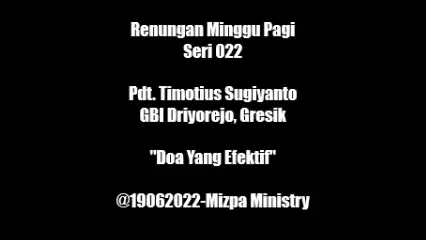 Renungan Minggu Pagi
Seri 022
Pdt. Timotius Sugiyanto
GBI Driyorejo, Gresik
"Doa Yang Efektif"
@19062022-Mizpa Ministry